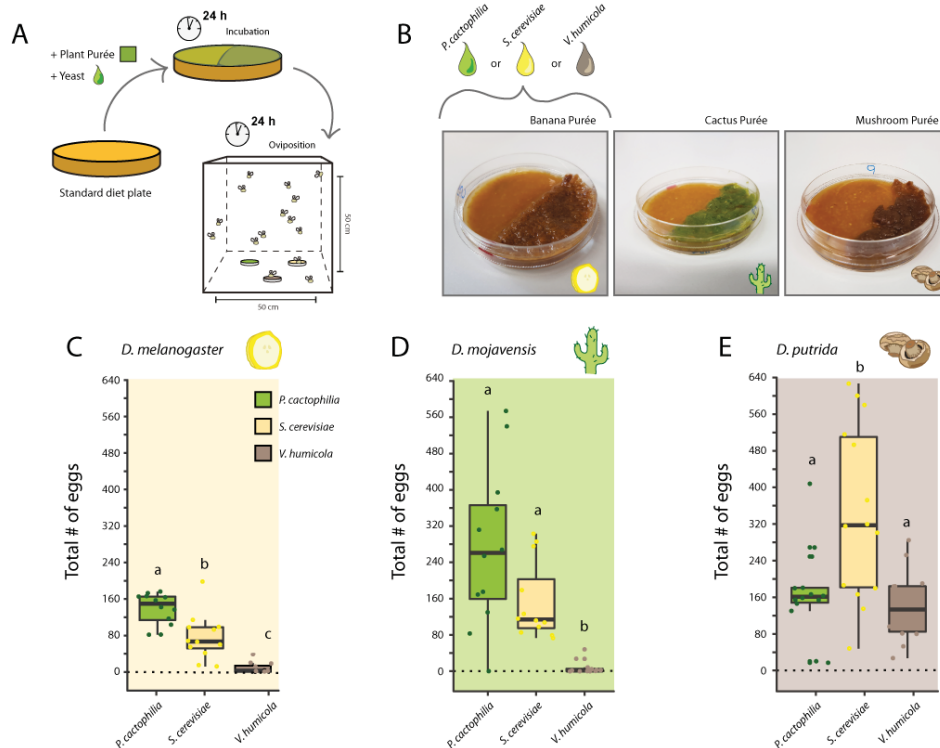 A
24 h
Incubation
+ Plant Purée
+ Yeast
24 h
Oviposition
Standard diet plate
50 cm
50 cm
B
P. cactophilia
S. cerevisiae
V. humicola
or
or
Banana Purée
Cactus Purée
Mushroom Purée
9
C
D. melanogaster
Total # of eggs
640
560
480
400
320
240
160
80
0
P. cactophilia
S. cerevisiae
V. humicola
a
b
c
P. cactophilia
S. cerevisiae
V. humicola
D
D. mojavensis
Total # of eggs
640
560
480
400
320
240
160
80
0
a
a
b
P. cactophilia
S. cerevisiae
V. humicola
E
D. putrida
Total # of eggs
640
560
480
400
320
240
160
80
0
a
b
a
P. cactophilia
S. cerevisiae
V. humicola